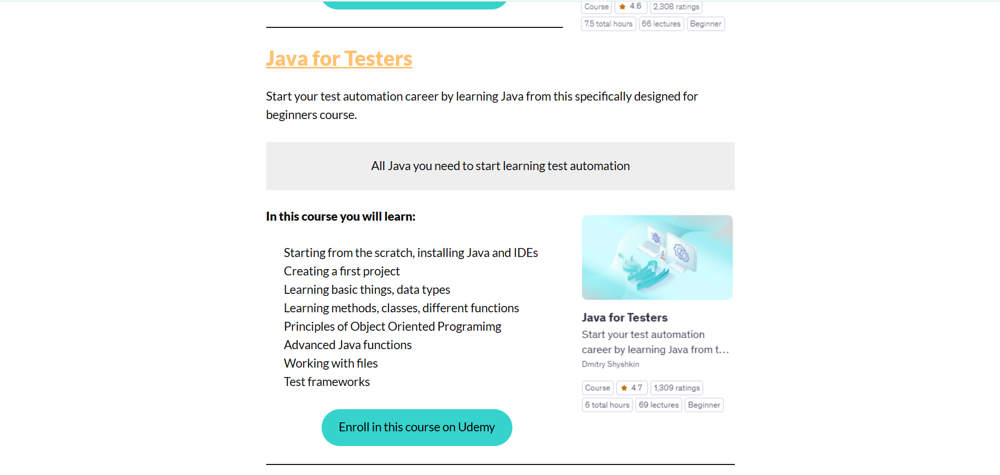 Course ★ 4.6 2,308 ratings
7.5 total hours 66 lectures Beginner
Java for Testers
Start your test automation career by learning Java from this specifically designed for
beginners course.
All Java you need to start learning test automation
In this course you will learn:
Starting from the scratch, installing Java and IDEs
Creating a first project
Learning basic things, data types
Learning methods, classes, different functions
Principles of Object Oriented Programimg
Advanced Java functions
Working with files
Test frameworks
Enroll in this course on Udemy
Java for Testers
Start your test automation
career by learning Java from t...
Dmitry Shyshkin
Course ★ 4.7 1,309 ratings
6 total hours 69 lectures Beginner